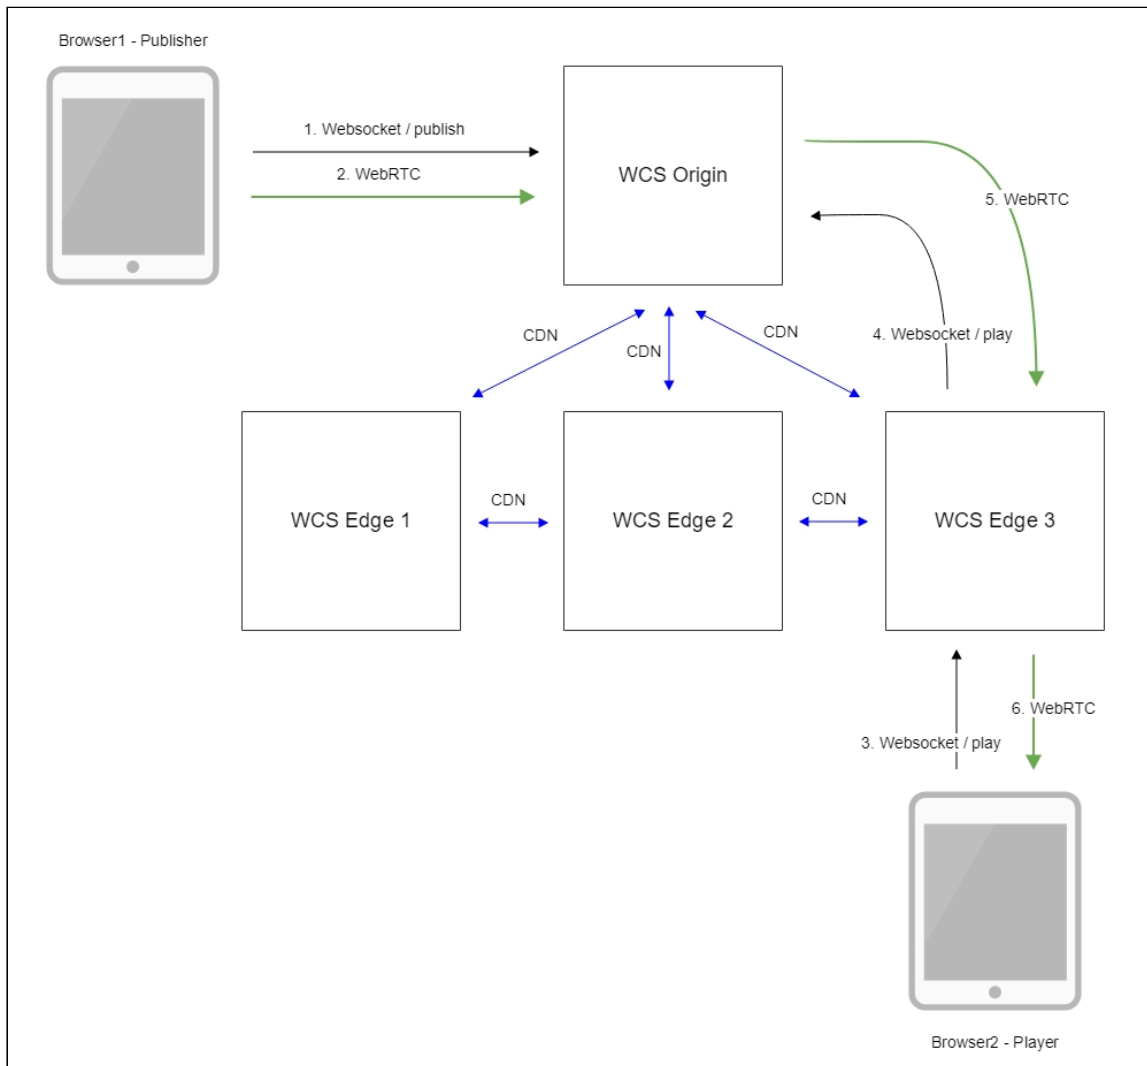 Browser1 - Publisher
1. Websocket / publish
2. WebRTC
WCS Origin
5. WebRTC
4. Websocket / play
CDN
CDN
CDN
WCS Edge 1
CDN
WCS Edge 2
CDN
WCS Edge 3
3. Websocket / play
6. WebRTC
Browser2 - Player